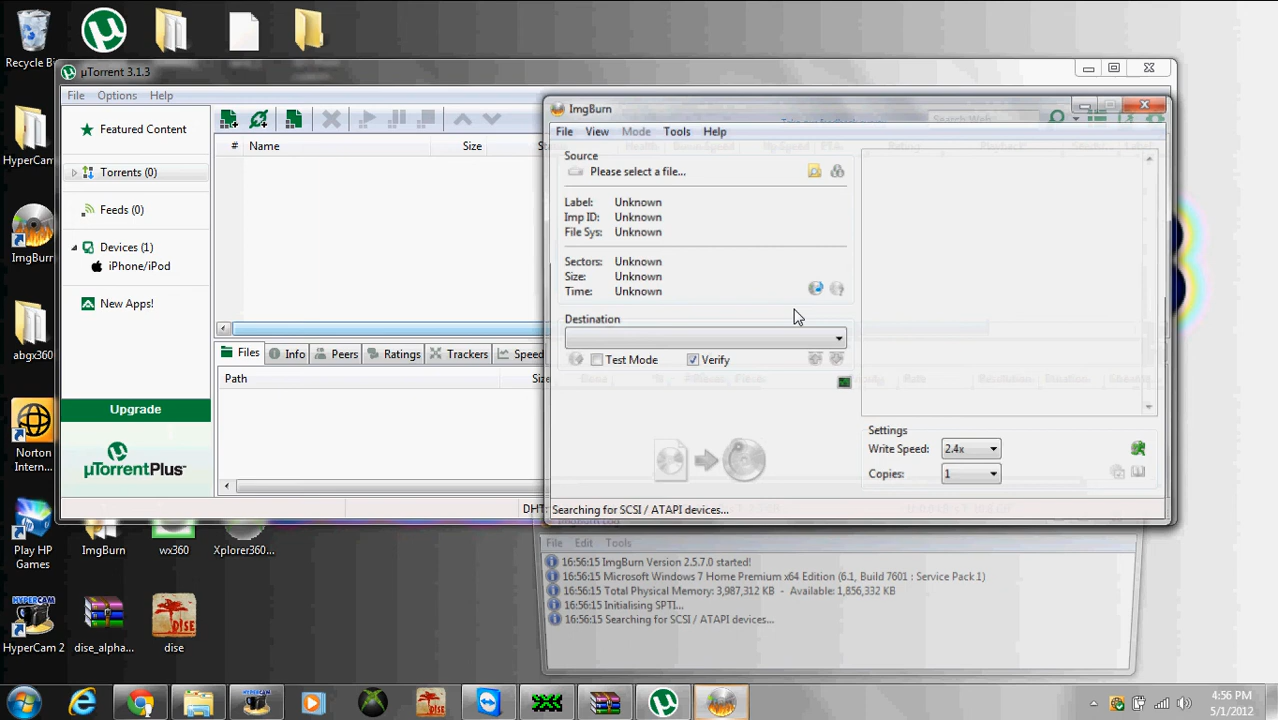 Recycle Bi
µTorrent 3.1.3
File Options Help
Featured Content
Torrents (0)
Feeds (0)
Devices (1)
iPhone/iPod
New Apps!
Upgrade
µTorrentPlus
# Name Size
Files Info Peers Ratings Trackers Speed
Path
DHT:
HyperCam
ImgBurn
abgx360
Norton
Intern...
Play HP
Games
ImgBurn
wx360
Xplorer360...
HyperCam 2
dise_alpha...
dise
ImgBurn
File View Mode Tools Help
Source
Please select a file...
Label: Unknown
Imp ID: Unknown
File Sys: Unknown
Sectors: Unknown
Size: Unknown
Time: Unknown
Destination
Test Mode Verify
Settings
Write Speed: 2.4x
Copies: 1
Searching for SCSI / ATAPI devices...
ImgBurn Log
File Edit Tools
16:56:15 ImgBurn Version 2.5.7.0 started!
16:56:15 Microsoft Windows 7 Home Premium x64 Edition (6.1, Build 7601 : Service Pack 1)
16:56:15 Total Physical Memory: 3,987,312 KB - Available: 1,856,332 KB
16:56:15 Initialising SPTI...
16:56:15 Searching for SCSI / ATAPI devices...
4:56 PM
5/1/2012